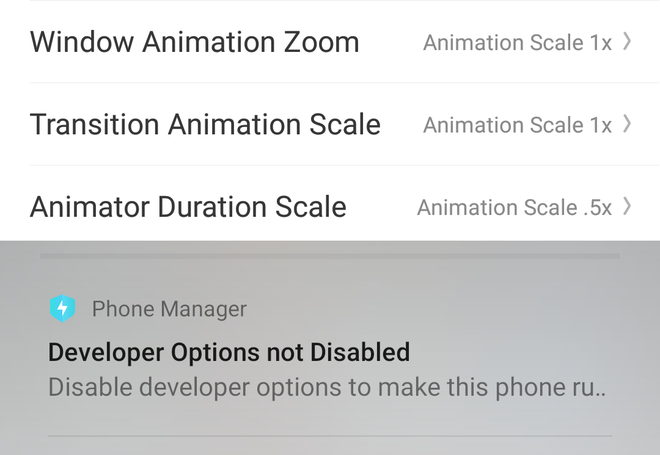 Window Animation Zoom Animation Scale 1x
Transition Animation Scale Animation Scale 1x
Animator Duration Scale Animation Scale .5x
Phone Manager
Developer Options not Disabled
Disable developer options to make this phone ru..